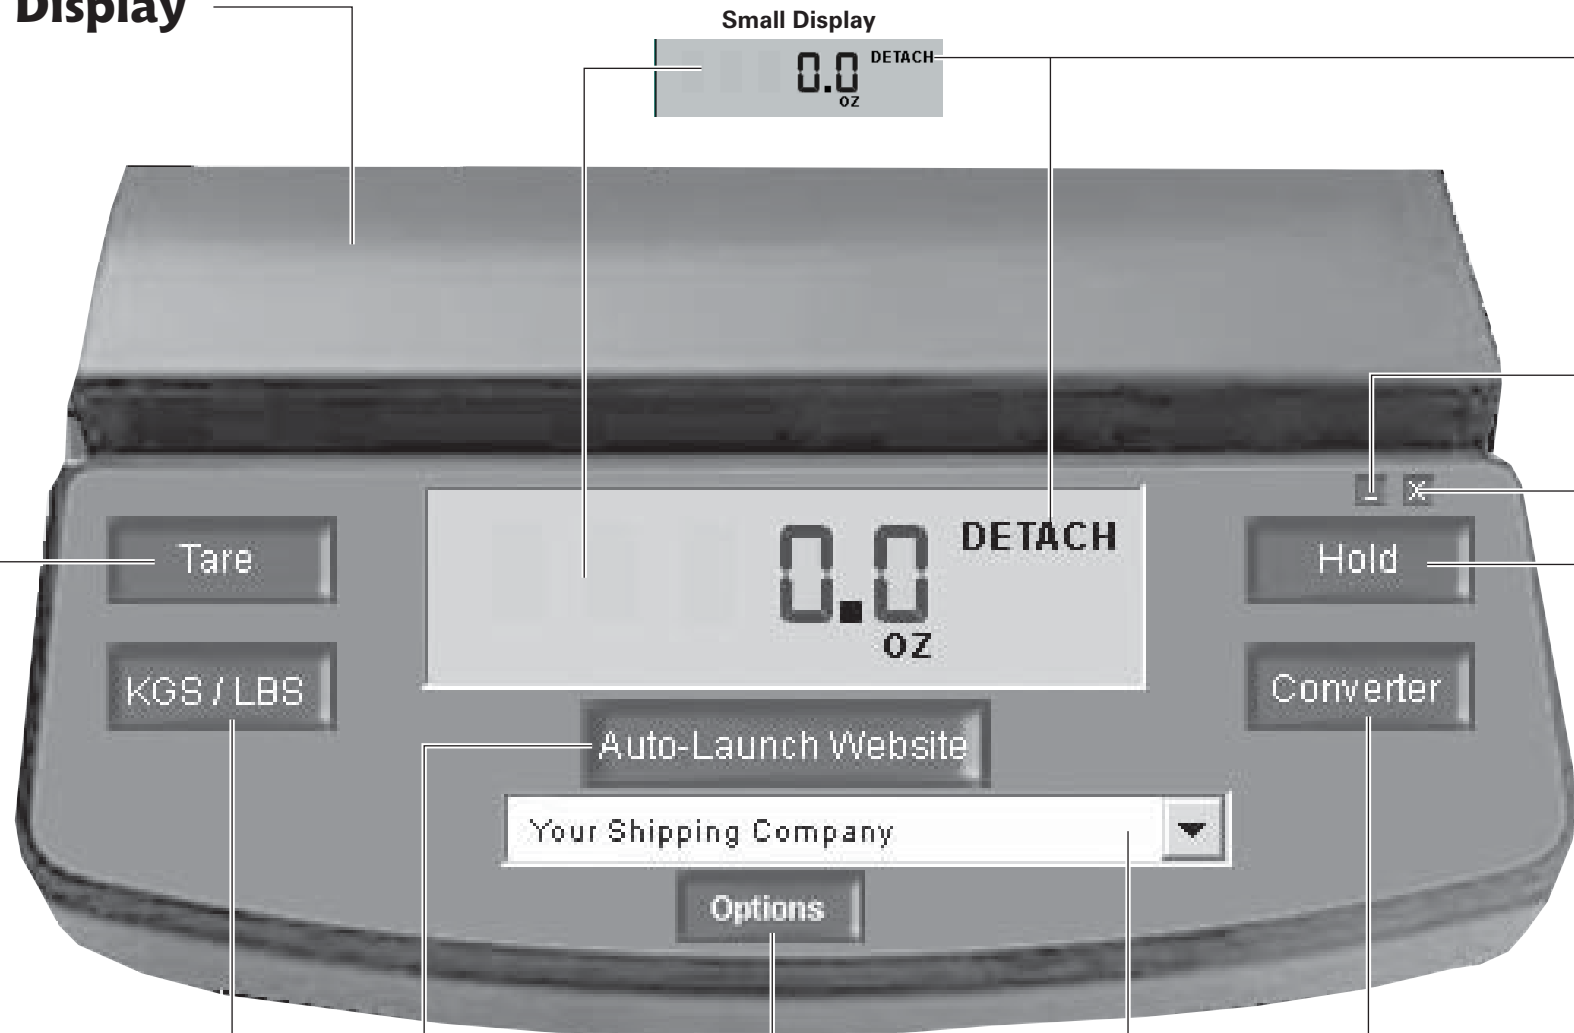 Display
Small Display
0.0 DETACH
OZ
- X
Tare
0.0 DETACH
Hold
OZ
KGS / LBS
Converter
Auto-Launch Website
Your Shipping Company
Options